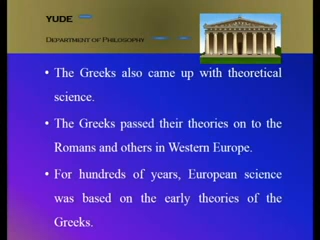 YUDE
DEPARTMENT OF PHILOSOPHY
• The Greeks also came up with theoretical
science.
• The Greeks passed their theories on to the
Romans and others in Western Europe.
• For hundreds of years, European science
was based on the early theories of the
Greeks.